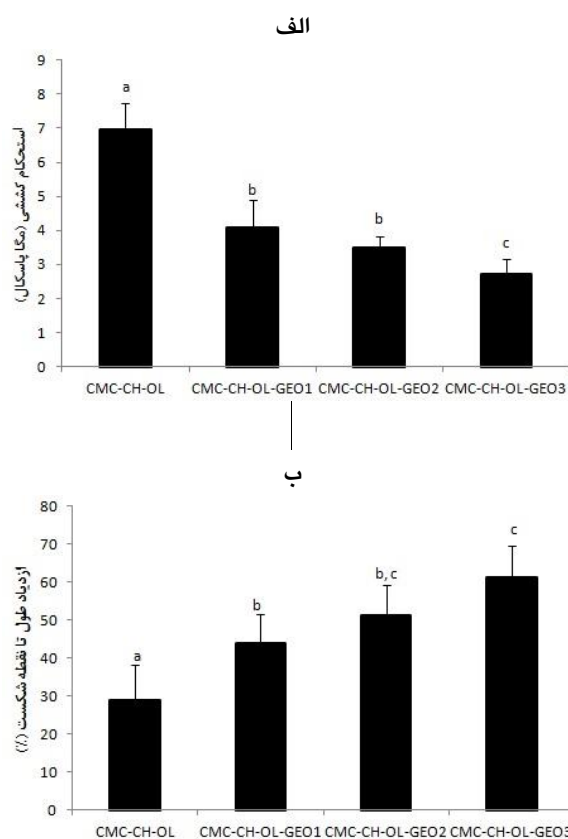 الف
9
8
7
6
5
4
3
2
1
0
استحکام کششی (مگا پاسکال)
a
b
b
c
CMC-CH-OL CMC-CH-OL-GEO1 CMC-CH-OL-GEO2 CMC-CH-OL-GEO3
ب
80
70
60
50
40
30
20
10
0
ازدیاد طول تا نقطه شکست (٪)
a
b
b,c
c
CMC-CH-OL CMC-CH-OL-GEO1 CMC-CH-OL-GEO2 CMC-CH-OL-GEO3